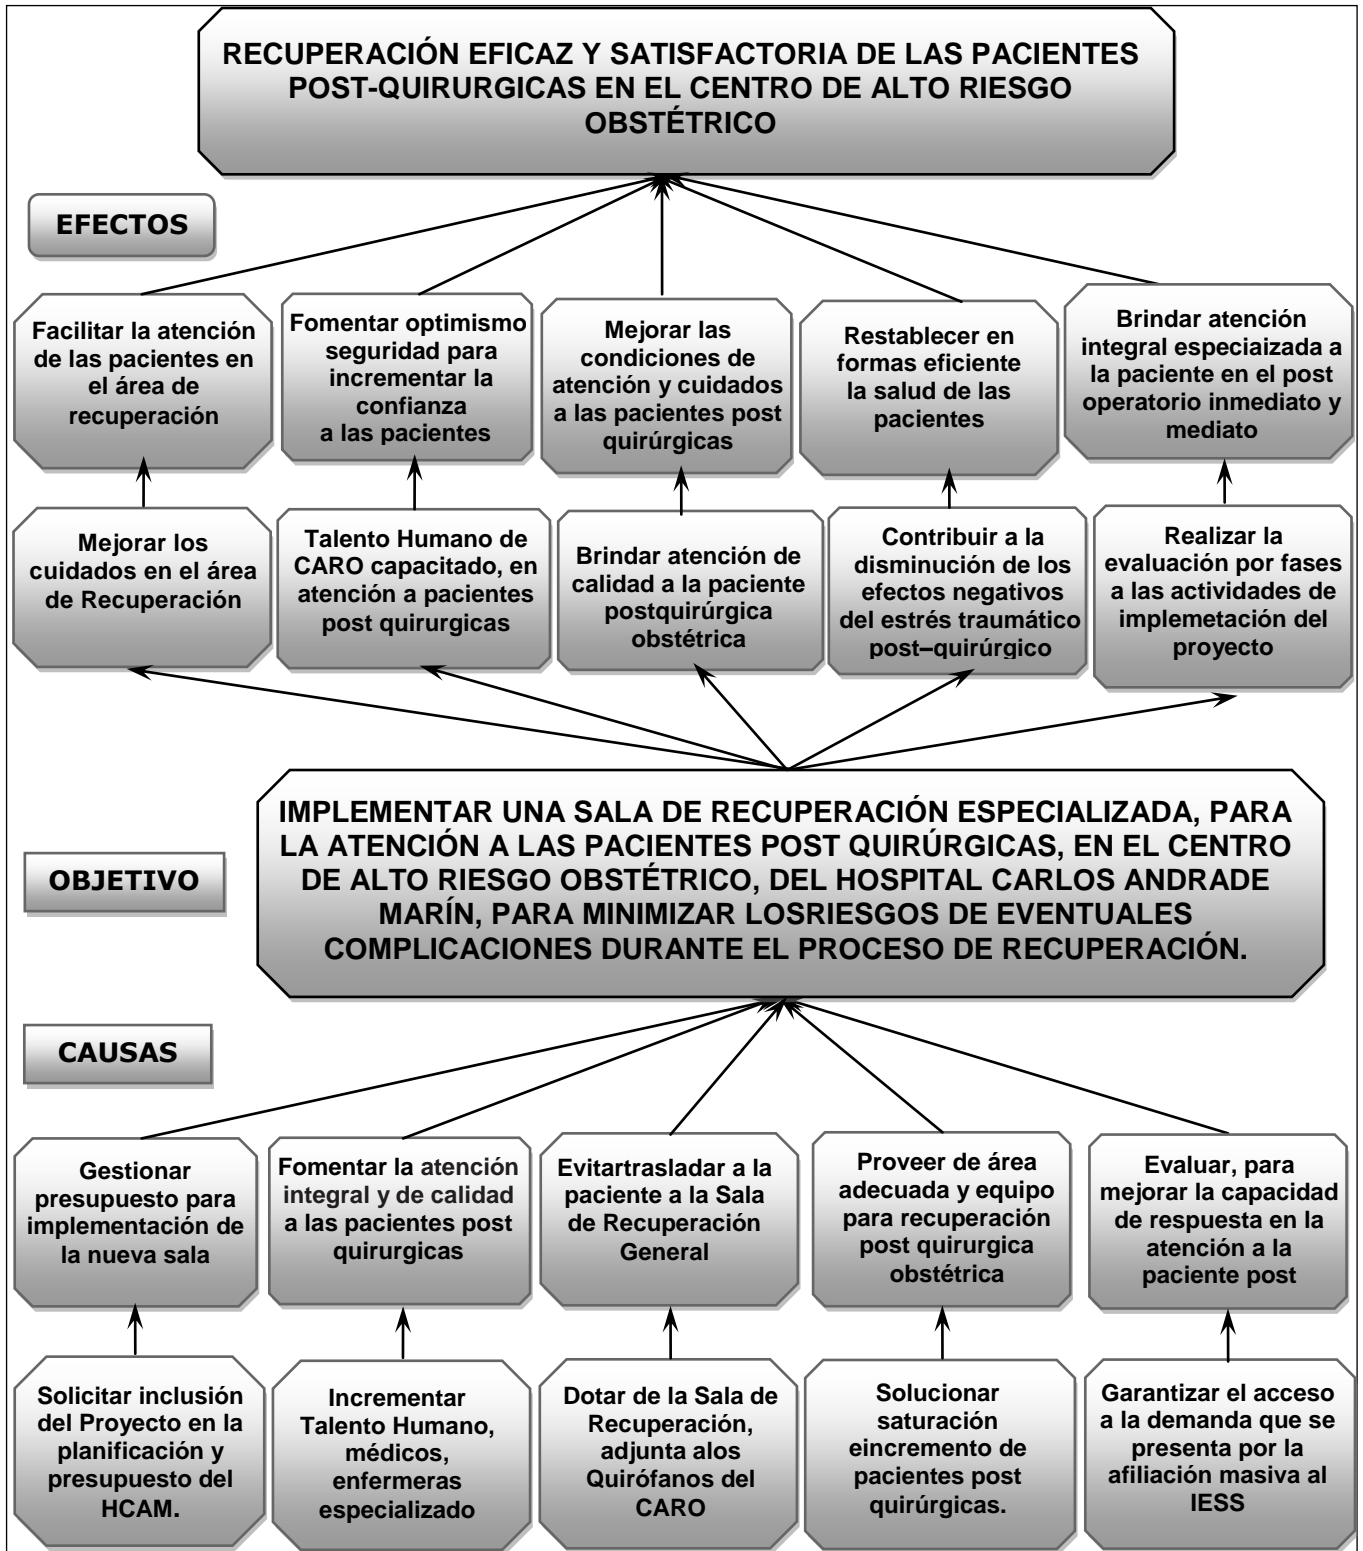 RECUPERACIÓN EFICAZ Y SATISFACTORIA DE LAS PACIENTES
POST-QUIRURGICAS EN EL CENTRO DE ALTO RIESGO
OBSTÉTRICO
EFECTOS
Facilitar la atención
de las pacientes en
el área de
recuperación
Fomentar optimismo
seguridad para
incrementar la
confianza
a las pacientes
Mejorar las
condiciones de
atención y cuidados
a las pacientes post
quirúrgicas
Restablecer en
formas eficiente
la salud de las
pacientes
Brindar atención
integral especiaizada a
la paciente en el post
operatorio inmediato y
mediato
Mejorar los
cuidados en el área
de Recuperación
Talento Humano de
CARO capacitado, en
atención a pacientes
post quirurgicas
Brindar atención de
calidad a la paciente
postquirúrgica
obstétrica
Contribuir a la
disminución de los
efectos negativos
del estrés traumático
post–quirúrgico
Realizar la
evaluación por fases
a las actividades de
implemetación del
proyecto
OBJETIVO
IMPLEMENTAR UNA SALA DE RECUPERACIÓN ESPECIALIZADA, PARA
LA ATENCIÓN A LAS PACIENTES POST QUIRÚRGICAS, EN EL CENTRO
DE ALTO RIESGO OBSTÉTRICO, DEL HOSPITAL CARLOS ANDRADE
MARÍN, PARA MINIMIZAR LOSRIESGOS DE EVENTUALES
COMPLICACIONES DURANTE EL PROCESO DE RECUPERACIÓN.
CAUSAS
Gestionar
presupuesto para
implementación de
la nueva sala
Fomentar la atención
integral y de calidad
a las pacientes post
quirurgicas
Evitartrasladar a la
paciente a la Sala
de Recuperación
General
Proveer de área
adecuada y equipo
para recuperación
post quirurgica
obstétrica
Evaluar, para
mejorar la capacidad
de respuesta en la
atención a la
paciente post
Solicitar inclusión
del Proyecto en la
planificación y
presupuesto del
HCAM.
Incrementar
Talento Humano,
médicos,
enfermeras
especializado
Dotar de la Sala de
Recuperación,
adjunta alos
Quirófanos del
CARO
Solucionar
saturación
eincremento de
pacientes post
quirúrgicas.
Garantizar el acceso
a la demanda que se
presenta por la
afiliación masiva al
IESS